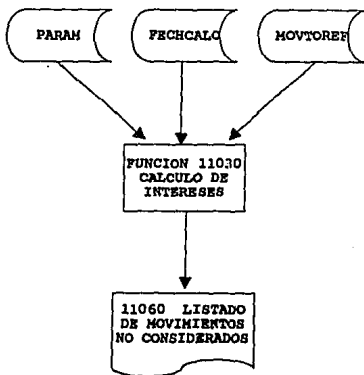 PARAM
FECHCALC
MOVTOREF
FUNCION 11030
CALCULO DE
INTERESES
11060 LISTADO
DE MOVIMIENTOS
NO CONSIDERADOS